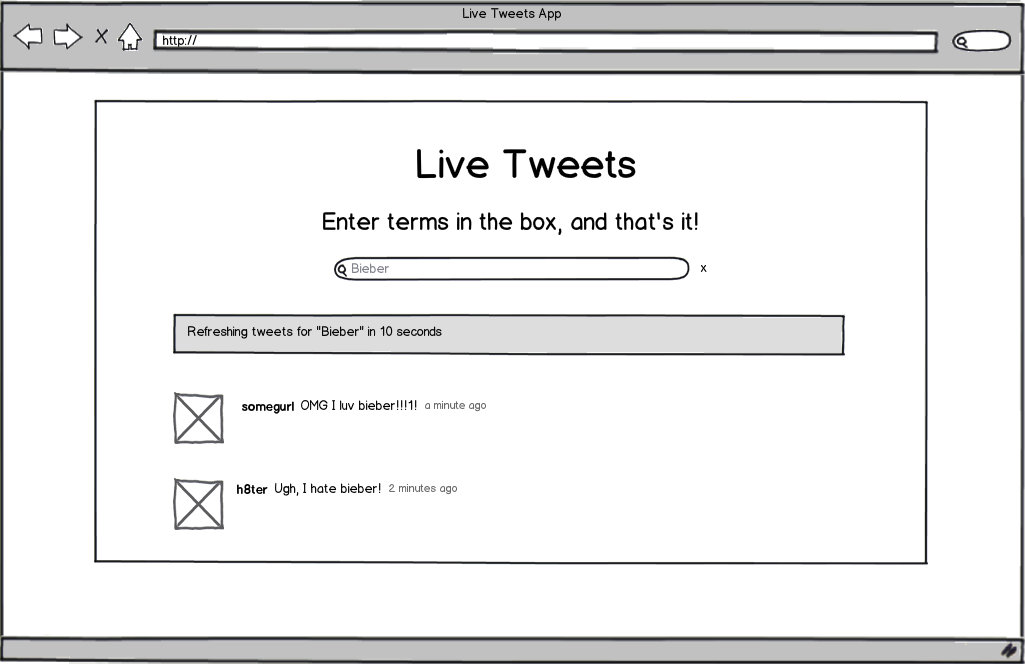 Live Tweets App
http://
Live Tweets
Enter terms in the box, and that's it!
Bieber x
Refreshing tweets for "Bieber" in 10 seconds
somegurl OMG I luv bieber!!!1! a minute ago
h8ter Ugh, I hate bieber! 2 minutes ago